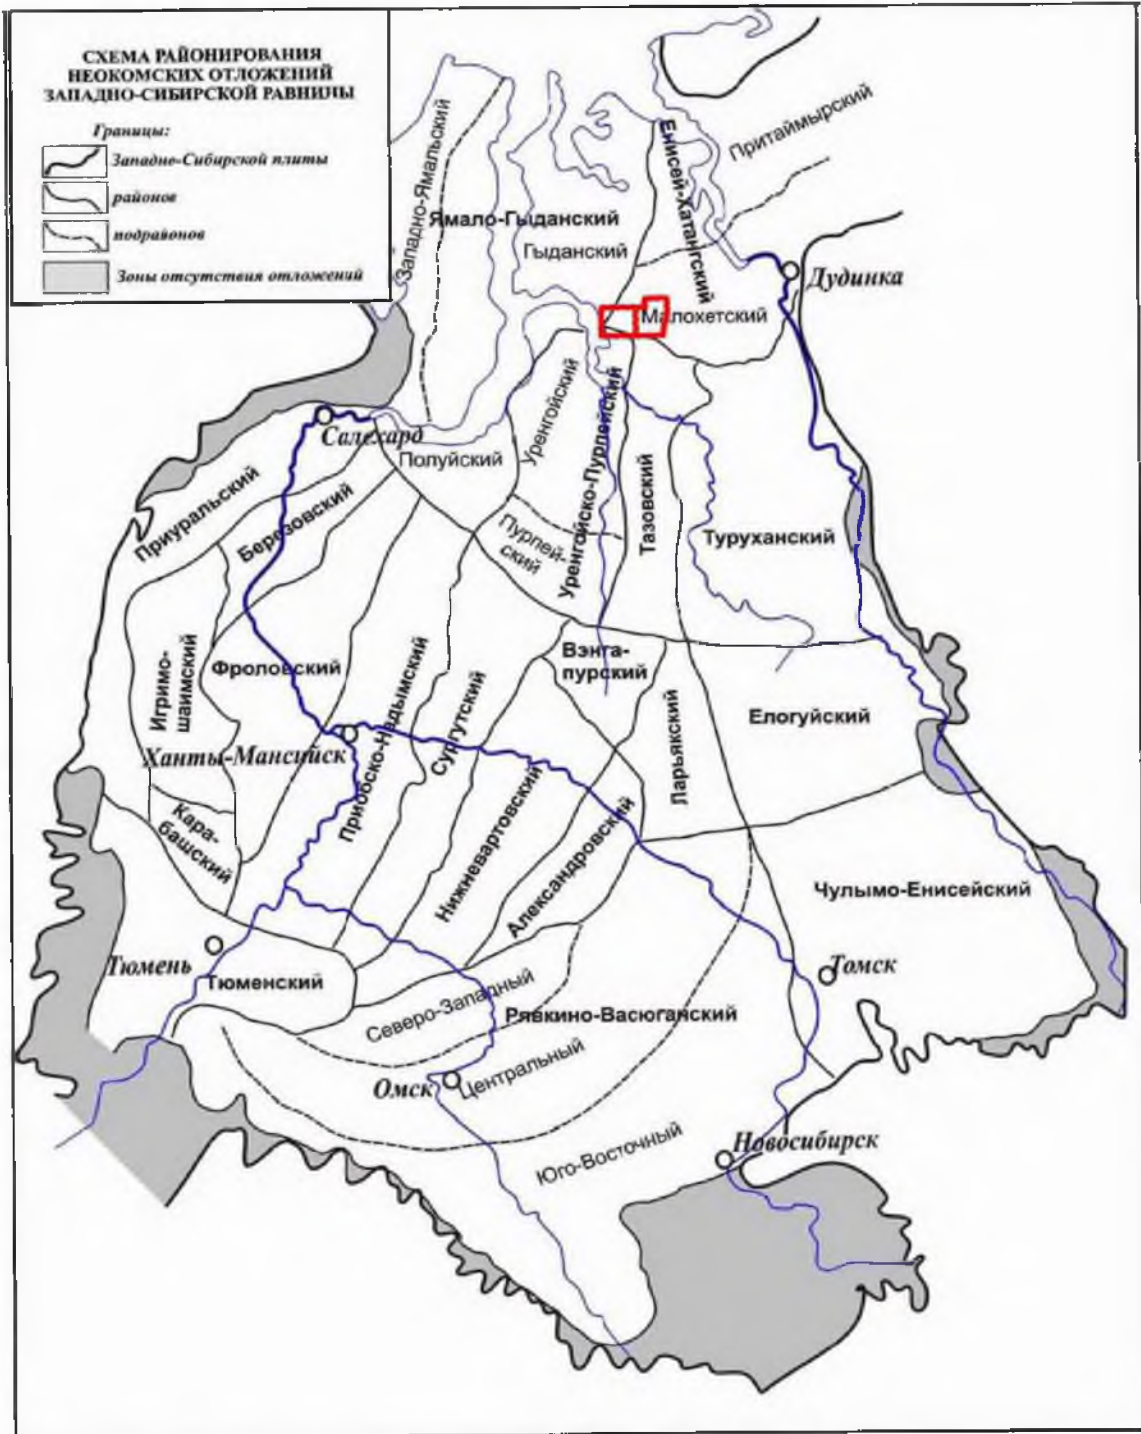 СХЕМА РАЙОНИРОВАНИЯ
НЕОКОМСКИХ ОТЛОЖЕНИЙ
ЗАПАДНО-СИБИРСКОЙ РАВНИНЫ
Границы:
Западно-Сибирской плиты
районов
подрайонов
Зоны отсутствия отложений
Западно-Ямальский
Ямало-Гыданский
Гыданский
Енисей-Хатангский
Притаймырский
Дудинка
Малохетский
Салехард
Полуйский
Уренгойский
Уренгойско-Пурпейский
Пурпей-
ский
Тазовский
Туруханский
Приуральский
Березовский
Игримо-
шаимский
Фроловский
Ханты-Мансийск
Приобско-Надымский
Сургутский
Вэнга-
пурский
Ларьякский
Елогуйский
Кара-
башский
Нижневартовский
Александровский
Чулымо-Енисейский
Тюмень
Тюменский
Северо-Западный
Рявкино-Васюганский
Томск
Омск
Центральный
Юго-Восточный
Новосибирск